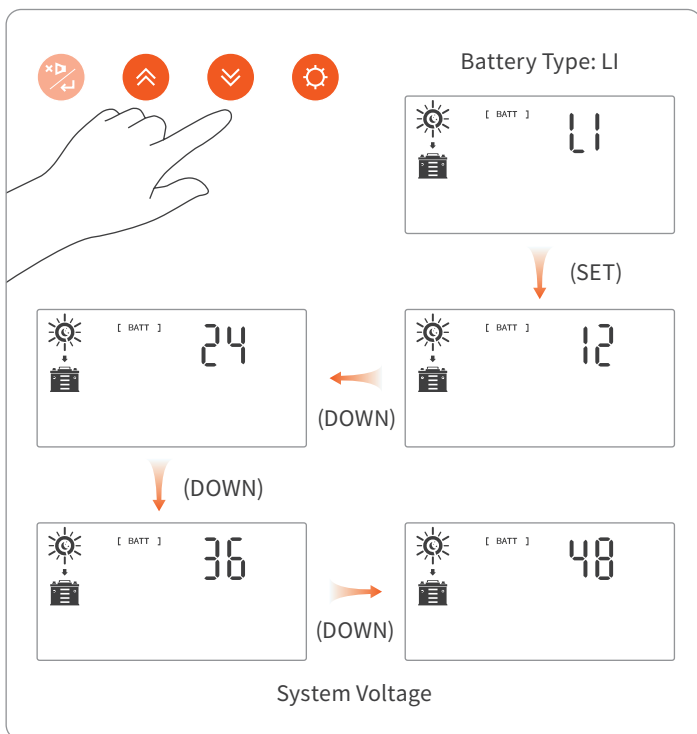 Battery Type: LI
[ BATT ] LI
(SET)
[ BATT ] 24
[ BATT ] 12
(DOWN)
(DOWN)
[ BATT ] 36
[ BATT ] 48
(DOWN)
System Voltage